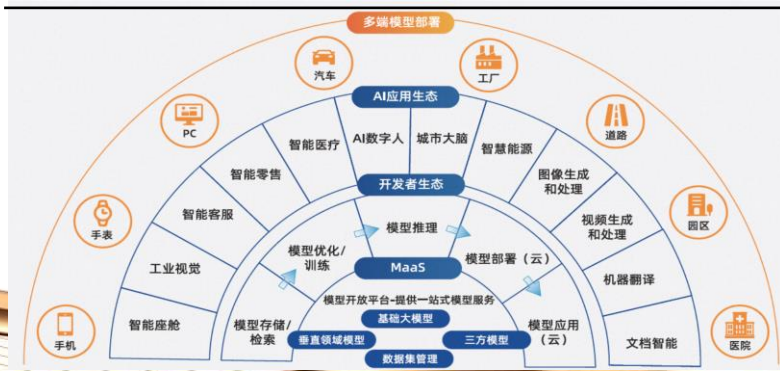 多端模型部署
汽车
工厂
PC
道路
手表
园区
手机
医院
AI应用生态
智能座舱
工业视觉
智能客服
智能零售
智能医疗
AI数字人
城市大脑
智慧能源
图像生成
和处理
视频生成
和处理
机器翻译
文档智能
开发者生态
模型存储/
检索
模型优化/
训练
模型推理
模型部署（云）
模型应用
（云）
MaaS
模型开放平台-提供一站式模型服务
基础大模型
垂直领域模型
三方模型
数据集管理